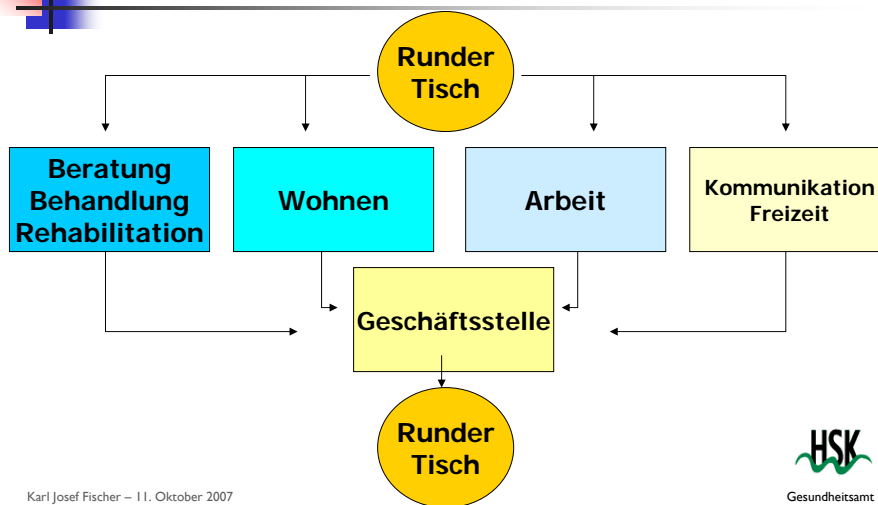 Runder
Tisch
Beratung
Behandlung
Rehabilitation
Wohnen
Arbeit
Kommunikation
Freizeit
Geschäftsstelle
Runder
Tisch
HSK
Karl Josef Fischer – 11. Oktober 2007
Gesundheitsamt